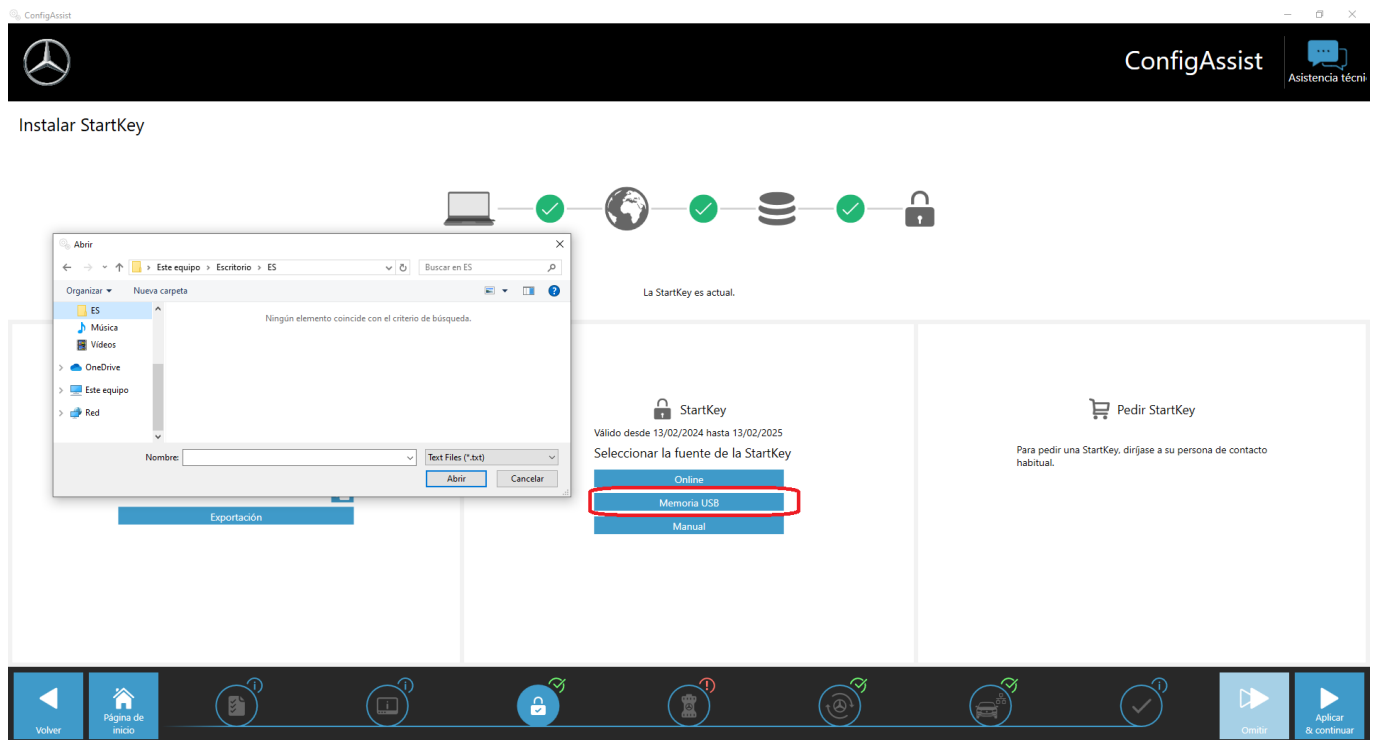 ConfigAssist
ConfigAssist
Asistencia técni
Instalar StartKey
Abrir
Este equipo > Escritorio > ES
Buscar en ES
Organizar
Nueva carpeta
ES
Música
Vídeos
OneDrive
Este equipo
Red
Ningún elemento coincide con el criterio de búsqueda.
Nombre:
Text Files (*.txt)
Abrir
Cancelar
Exportación
La StartKey es actual.
StartKey
Válido desde 13/02/2024 hasta 13/02/2025
Seleccionar la fuente de la StartKey
Online
Memoria USB
Manual
Pedir StartKey
Para pedir una StartKey, diríjase a su persona de contacto
habitual.
Volver
Página de
inicio
Omitir
Aplicar
& continuar